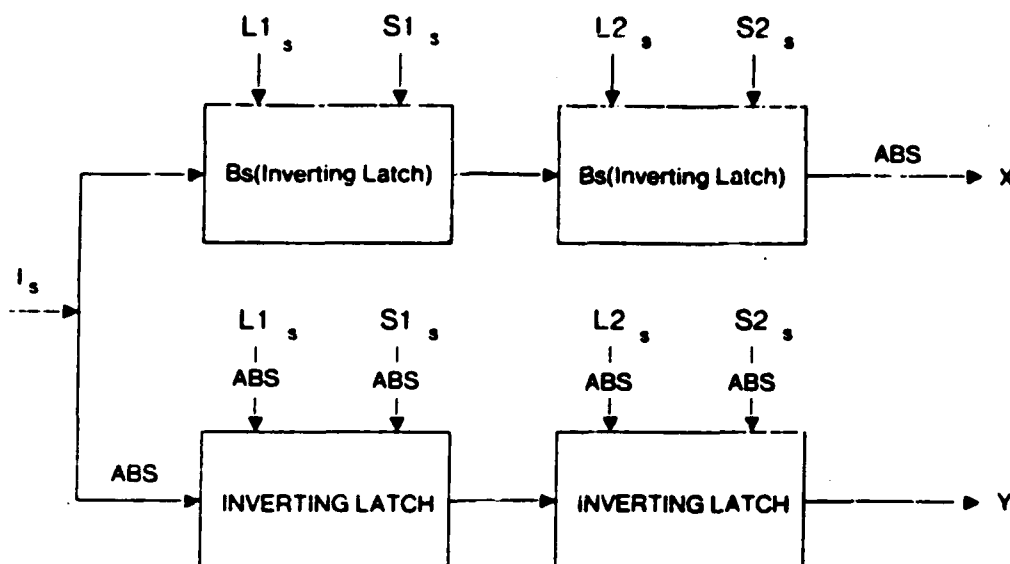 L1 s S1 s L2 s S2 s
Bs(Inverting Latch) Bs(Inverting Latch) ABS X
I s
L1 s S1 s L2 s S2 s
ABS ABS ABS ABS
ABS
INVERTING LATCH INVERTING LATCH Y